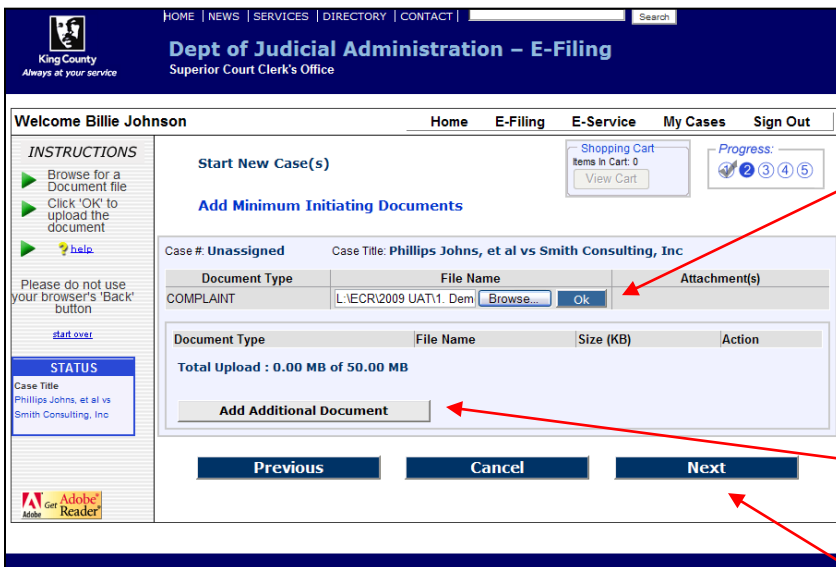 HOME | NEWS | SERVICES | DIRECTORY | CONTACT | Search
King County
Always at your service
Dept of Judicial Administration – E-Filing
Superior Court Clerk's Office
Welcome Billie Johnson
Home E-Filing E-Service My Cases Sign Out
INSTRUCTIONS
Browse for a
Document file
Click 'OK' to
upload the
document
? help
Please do not use
your browser's 'Back'
button
start over
STATUS
Case Title
Phillips Johns, et al vs
Smith Consulting, Inc
Adobe
Get Adobe®
Reader®
Start New Case(s)
Shopping Cart
Items In Cart: 0
View Cart
Progress:
2 3 4 5
Add Minimum Initiating Documents
Case #: Unassigned Case Title: Phillips Johns, et al vs Smith Consulting, Inc
Document Type File Name Attachment(s)
COMPLAINT L:\ECR\2009 UAT\1. Dem Browse... Ok
Document Type File Name Size (KB) Action
Total Upload : 0.00 MB of 50.00 MB
Add Additional Document
Previous Cancel Next